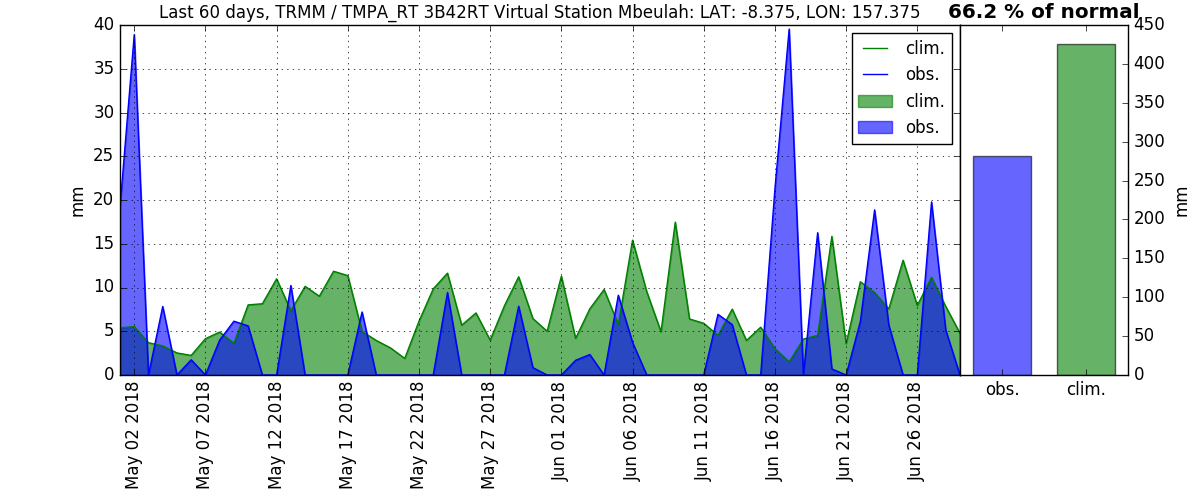 Last 60 days, TRMM / TMPA_RT 3B42RT Virtual Station Mbeulah: LAT: -8.375, LON: 157.375
66.2 % of normal
40
35
30
25
20
15
10
5
0
mm
clim.
obs.
clim.
obs.
450
400
350
300
250
200
150
100
50
0
mm
May 02 2018
May 07 2018
May 12 2018
May 17 2018
May 22 2018
May 27 2018
Jun 01 2018
Jun 06 2018
Jun 11 2018
Jun 16 2018
Jun 21 2018
Jun 26 2018
obs.
clim.